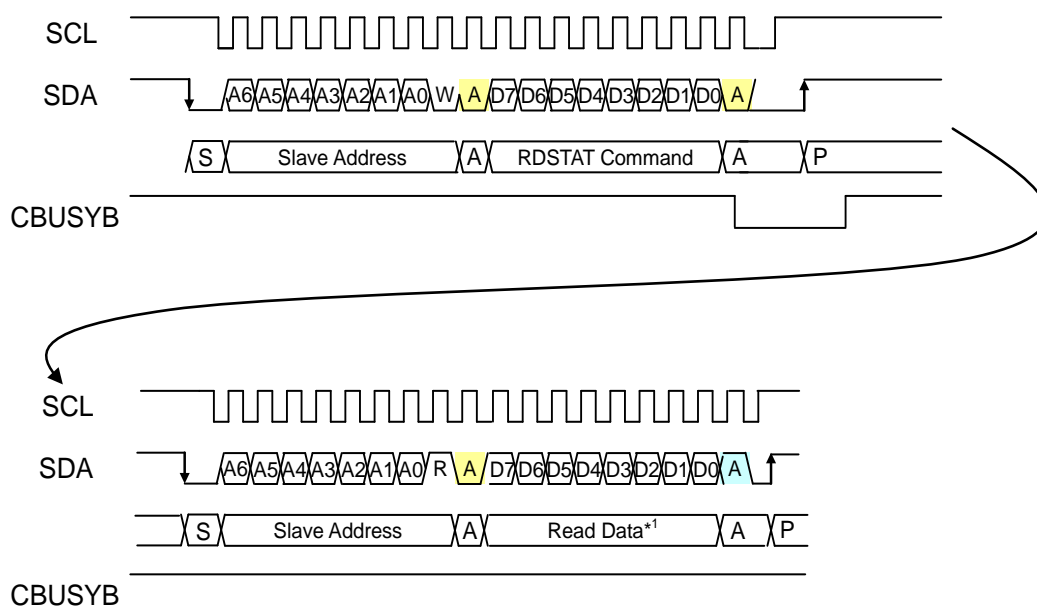 SCL
SDA A6 A5 A4 A3 A2 A1 A0 W A D7 D6 D5 D4 D3 D2 D1 D0 A
S Slave Address A RDSTAT Command A P
CBUSYB
SCL
SDA A6 A5 A4 A3 A2 A1 A0 R A D7 D6 D5 D4 D3 D2 D1 D0 A
S Slave Address A Read Data*1 A P
CBUSYB